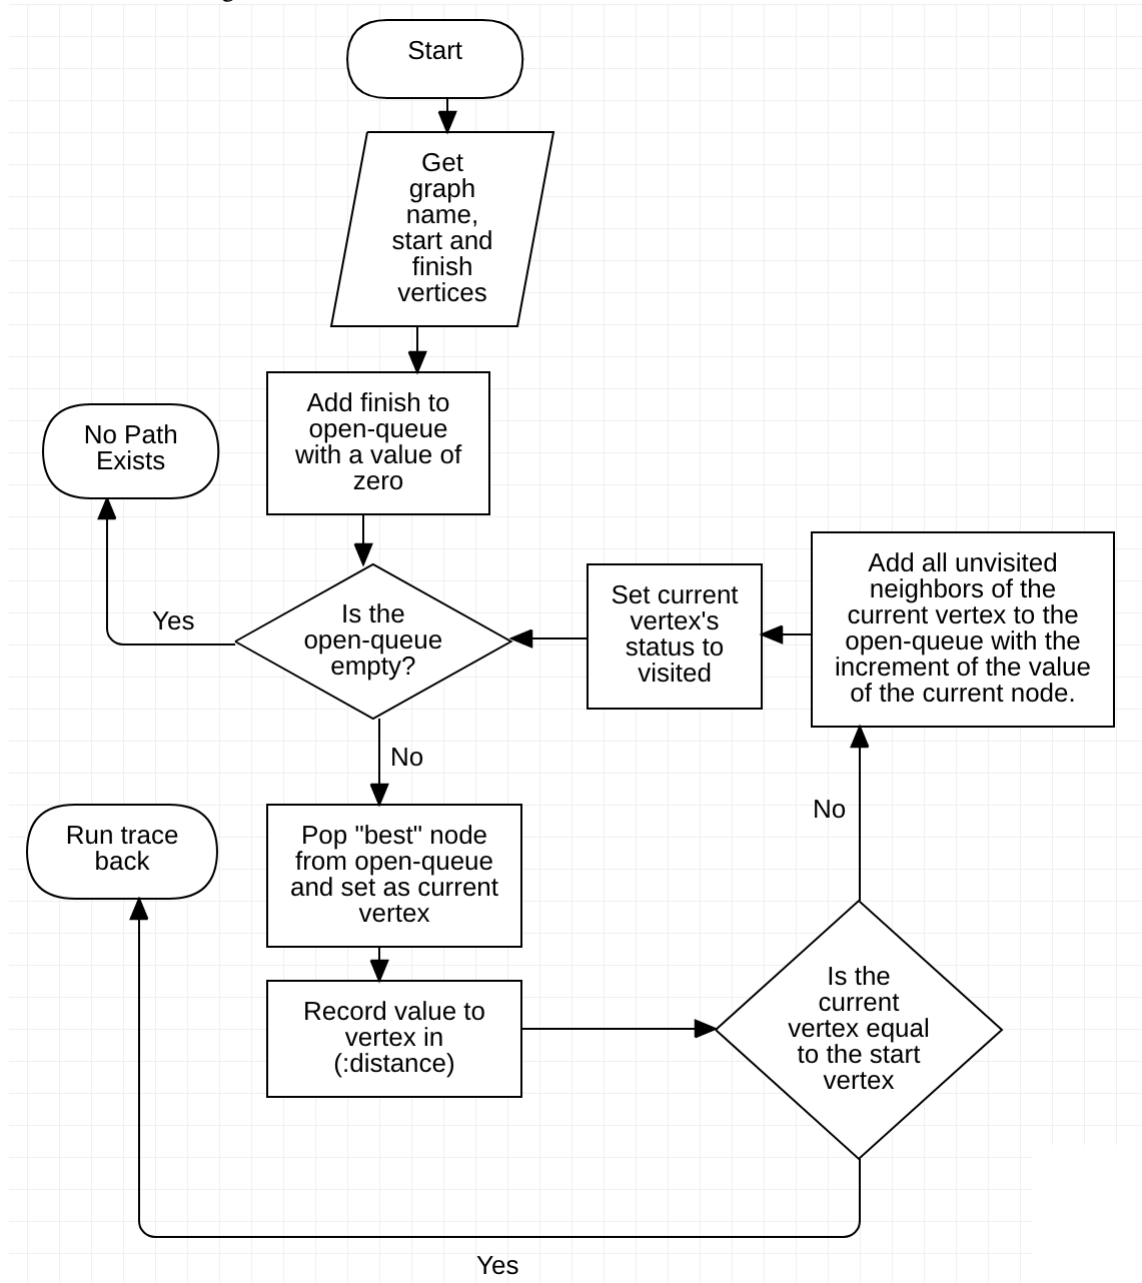 Start
Get
graph
name,
start and
finish
vertices
Add finish to
open-queue
with a value of
zero
No Path
Exists
Yes
Is the
open-queue
empty?
Set current
vertex's
status to
visited
Add all unvisited
neighbors of the
current vertex to the
open-queue with the
increment of the value
of the current node.
No
Pop "best" node
from open-queue
and set as current
vertex
Run trace
back
No
Record value to
vertex in
(:distance)
Is the
current
vertex equal
to the start
vertex
Yes